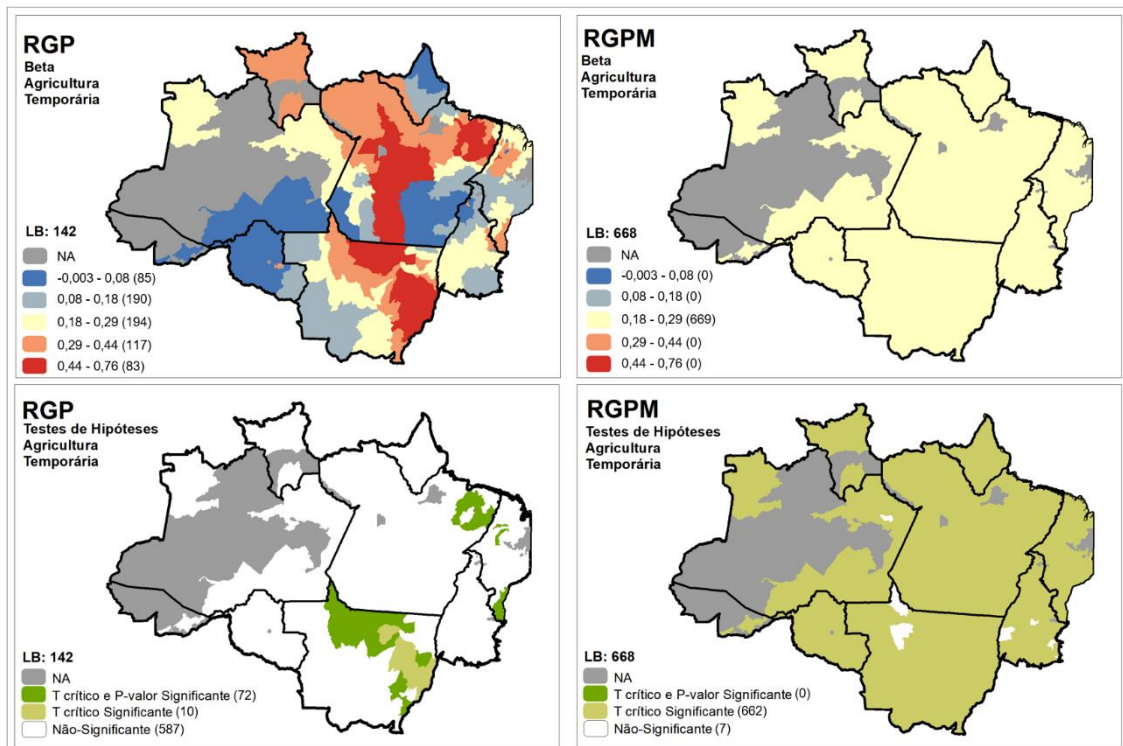 RGP
Beta
Agricultura
Temporária
LB: 142
NA
-0,003 - 0,08 (85)
0,08 - 0,18 (190)
0,18 - 0,29 (194)
0,29 - 0,44 (117)
0,44 - 0,76 (83)
RGPM
Beta
Agricultura
Temporária
LB: 668
NA
-0,003 - 0,08 (0)
0,08 - 0,18 (0)
0,18 - 0,29 (669)
0,29 - 0,44 (0)
0,44 - 0,76 (0)
RGP
Testes de Hipóteses
Agricultura
Temporária
LB: 142
NA
T crítico e P-valor Significante (72)
T crítico Significante (10)
Não-Significante (587)
RGPM
Testes de Hipóteses
Agricultura
Temporária
LB: 668
NA
T crítico e P-valor Significante (0)
T crítico Significante (662)
Não-Significante (7)